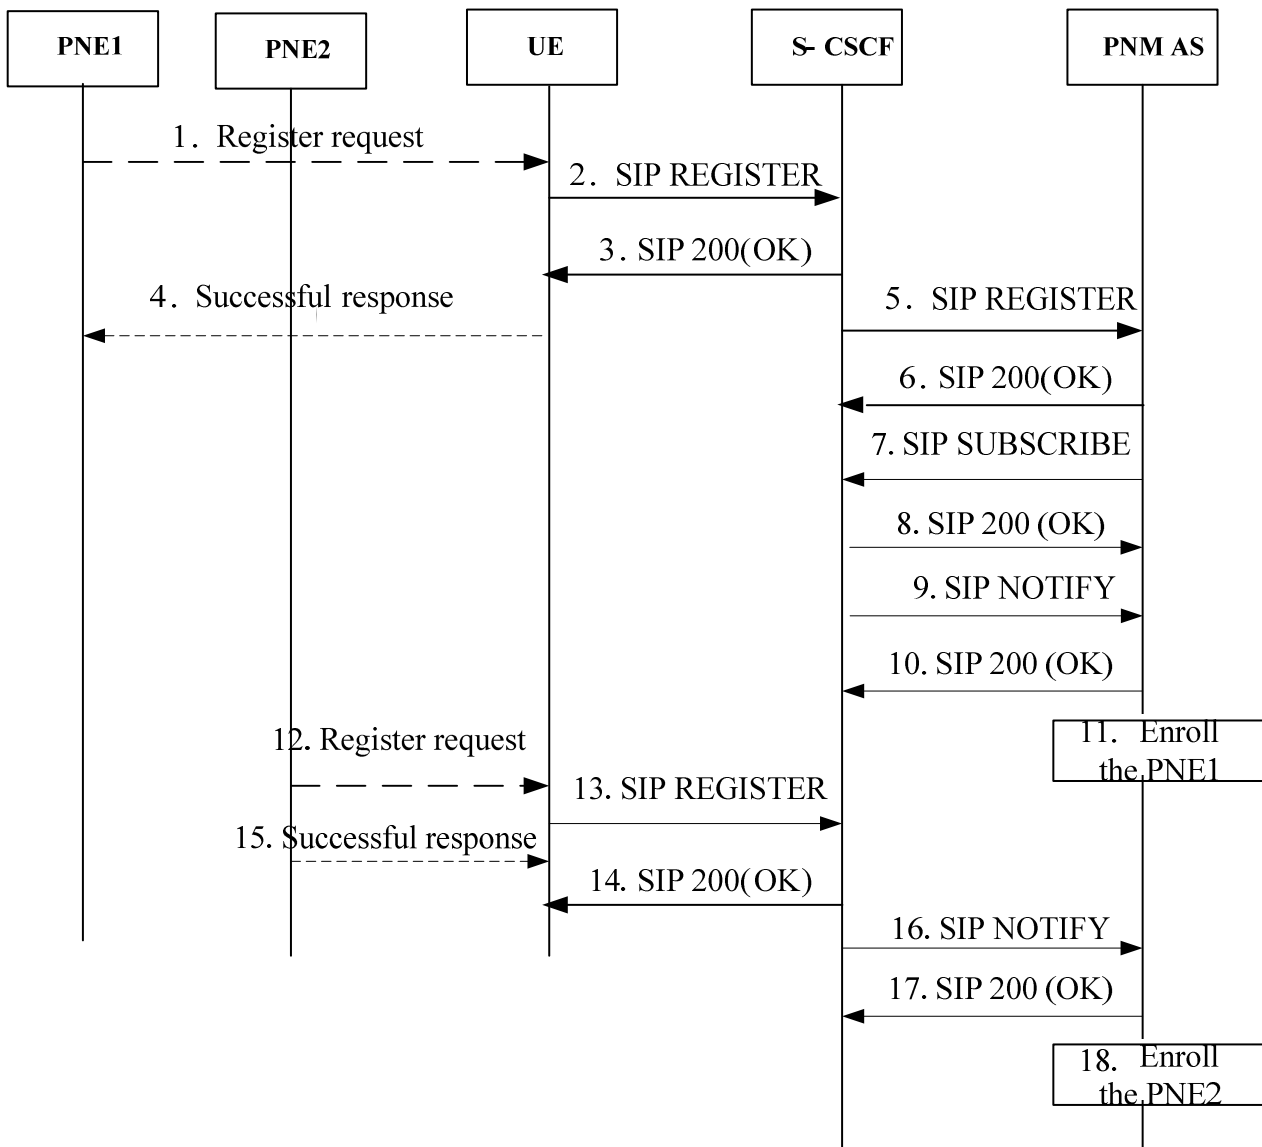 PNE1
PNE2
UE
S- CSCF
PNM AS
1. Register request
2. SIP REGISTER
3. SIP 200(OK)
4. Successful response
5. SIP REGISTER
6. SIP 200(OK)
7. SIP SUBSCRIBE
8. SIP 200 (OK)
9. SIP NOTIFY
10. SIP 200 (OK)
11. Enroll
the PNE1
12. Register request
13. SIP REGISTER
15. Successful response
14. SIP 200(OK)
16. SIP NOTIFY
17. SIP 200 (OK)
18. Enroll
the PNE2